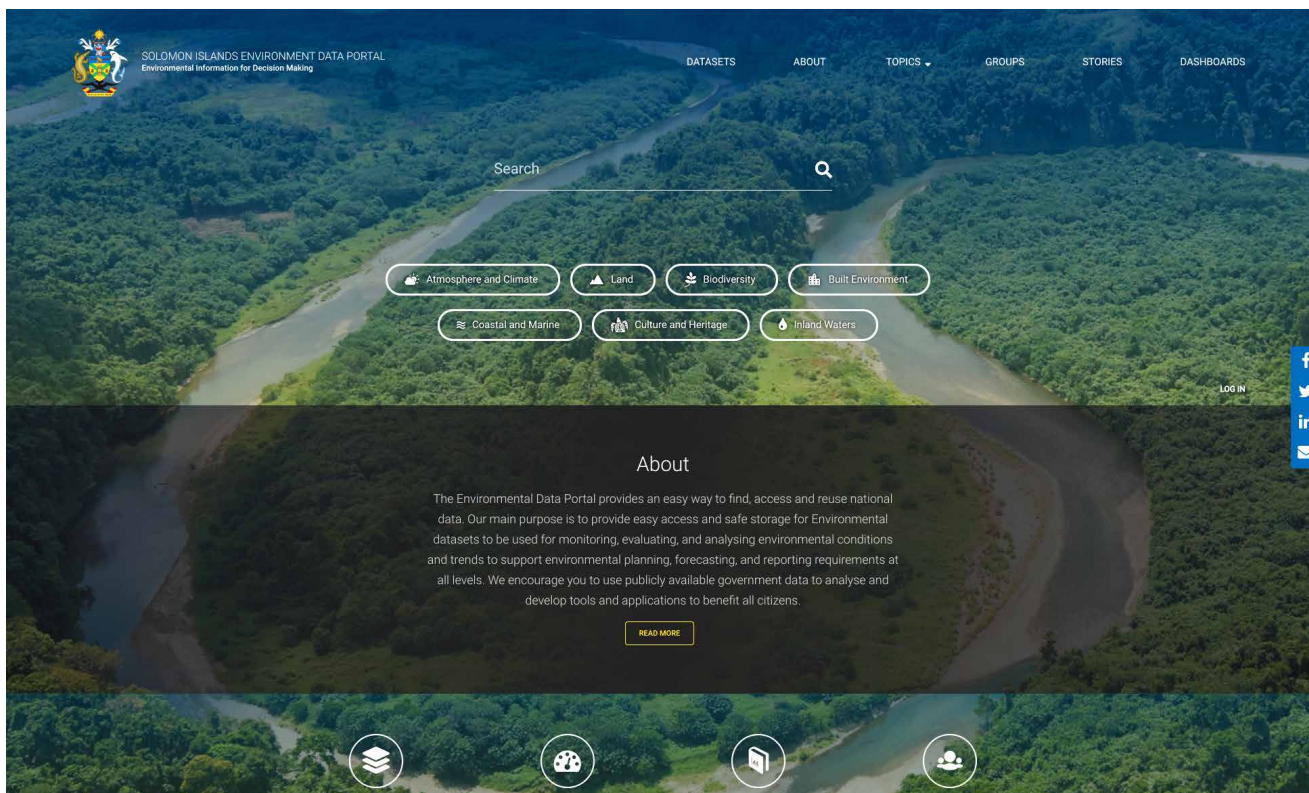 SOLOMON ISLANDS ENVIRONMENT DATA PORTAL
Environmental Information for Decision Making
DATASETS
ABOUT
TOPICS
GROUPS
STORIES
DASHBOARDS
Search
Atmosphere and Climate
Land
Biodiversity
Built Environment
Coastal and Marine
Culture and Heritage
Inland Waters
LOG IN
About
The Environmental Data Portal provides an easy way to find, access and reuse national
data. Our main purpose is to provide easy access and safe storage for Environmental
datasets to be used for monitoring, evaluating, and analysing environmental conditions
and trends to support environmental planning, forecasting, and reporting requirements at
all levels. We encourage you to use publicly available government data to analyse and
develop tools and applications to benefit all citizens.
READ MORE